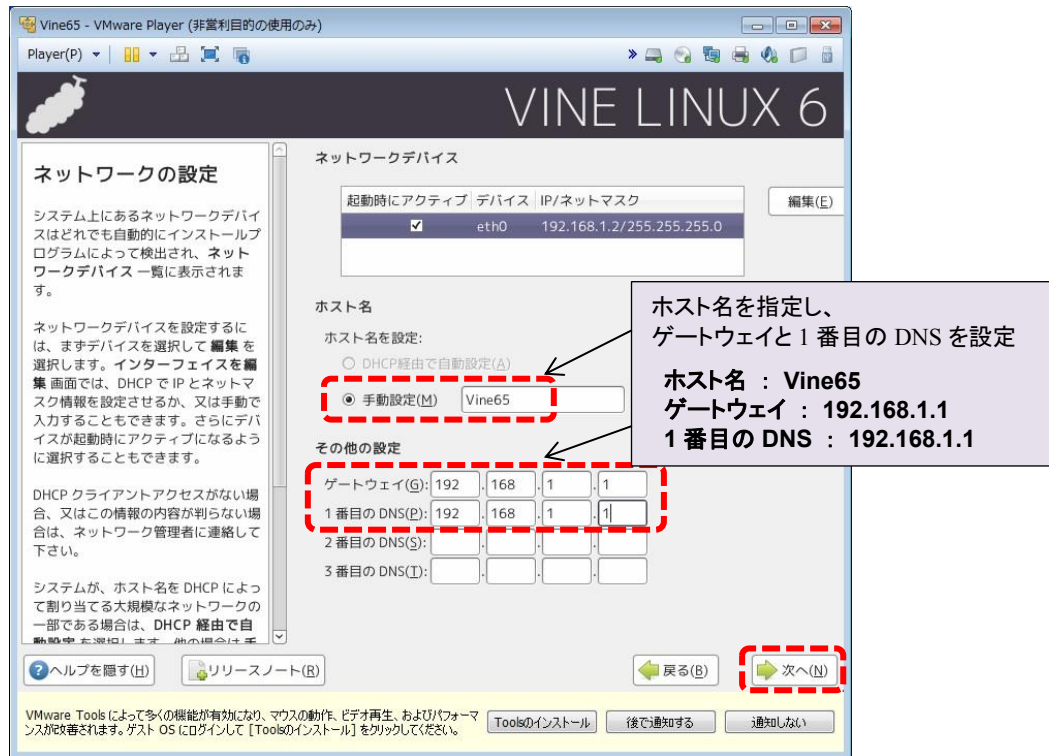 Vine65 - VMware Player (非営利目的の使用のみ)
Player(P)
VINE LINUX 6
ネットワークの設定
システム上にあるネットワークデバイ
スはどれでも自動的にインストールプ
ログラムによって検出され、ネット
ワークデバイス 一覧に表示されま
す。
ネットワークデバイスを設定するに
は、まずデバイスを選択して 編集 を
選択します。インターフェイスを編
集 画面では、DHCP で IP とネットマ
スク情報を設定させるか、又は手動で
入力することもできます。さらにデバ
イスが起動時にアクティブになるよう
に選択することもできます。
DHCP クライアントアクセスがない場
合、又はこの情報の内容が判らない場
合は、ネットワーク管理者に連絡して
下さい。
システムが、ホスト名を DHCP によっ
て割り当てる大規模なネットワークの
一部である場合は、DHCP 経由で自
動設定 を選択します。他の場合は 手
ネットワークデバイス
起動時にアクティブ デバイス IP/ネットマスク
eth0 192.168.1.2/255.255.255.0
編集(E)
ホスト名
ホスト名を設定:
DHCP経由で自動設定(A)
手動設定(M) Vine65
その他の設定
ゲートウェイ(G): 192 . 168 . 1 . 1
1 番目の DNS(P): 192 . 168 . 1 . 1
2 番目の DNS(S): . . .
3 番目の DNS(T): . . .
ホスト名を指定し、
ゲートウェイと 1 番目の DNS を設定
ホスト名 : Vine65
ゲートウェイ : 192.168.1.1
1 番目の DNS : 192.168.1.1
ヘルプを隠す(H) リリースノート(R) 戻る(B) 次へ(N)
VMware Tools によって多くの機能が有効になり、マウスの動作、ビデオ再生、およびパフォーマ
ンスが改善されます。ゲスト OS にログインして [Toolsのインストール] をクリックしてください。
Toolsのインストール 後で通知する 通知しない